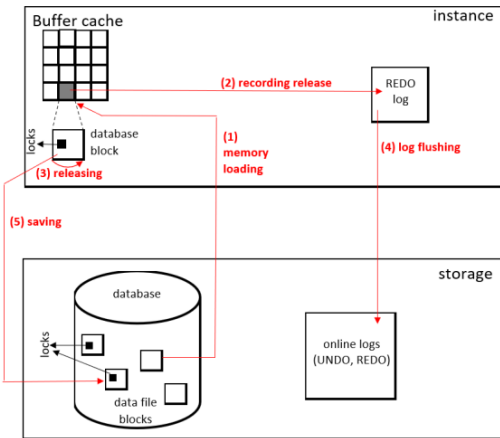 Buffer cache
instance
(2) recording release
REDO
log
locks
database
block
(1)
memory
loading
(3) releasing
(4) log flushing
(5) saving
storage
database
locks
online logs
(UNDO, REDO)
data file
blocks